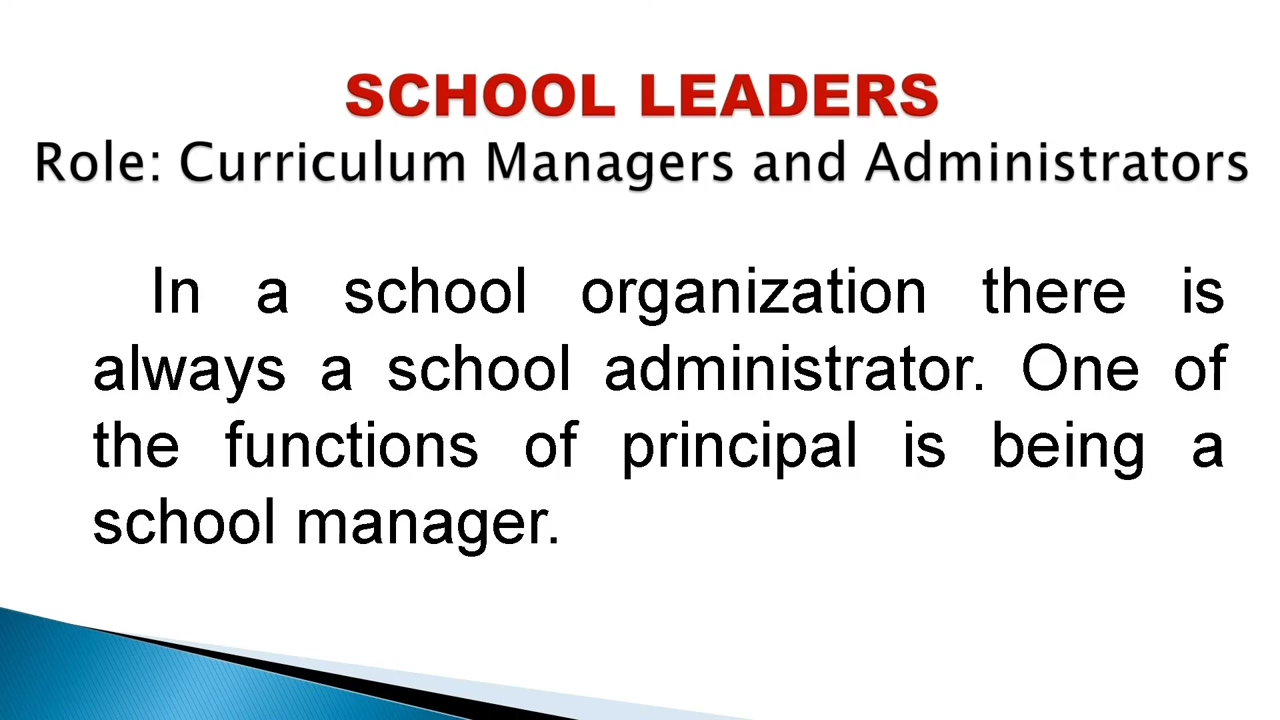 SCHOOL LEADERS
Role: Curriculum Managers and Administrators
In a school organization there is
always a school administrator. One of
the functions of principal is being a
school manager.